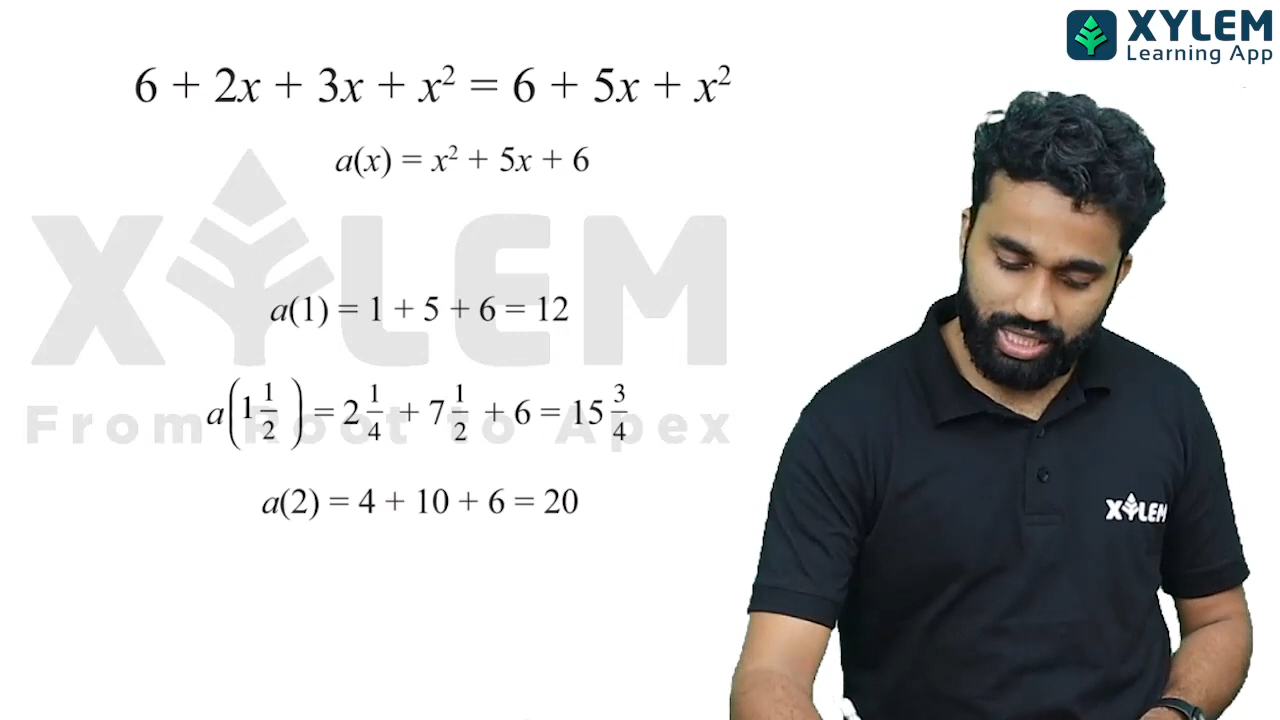 XYLEM
Learning App
6 + 2x + 3x + x² = 6 + 5x + x²
a(x) = x² + 5x + 6
XYLEM
a(1) = 1 + 5 + 6 = 12
From Root to Apex
a(1 1/2) = 2 1/4 + 7 1/2 + 6 = 15 3/4
a(2) = 4 + 10 + 6 = 20
XYLEM